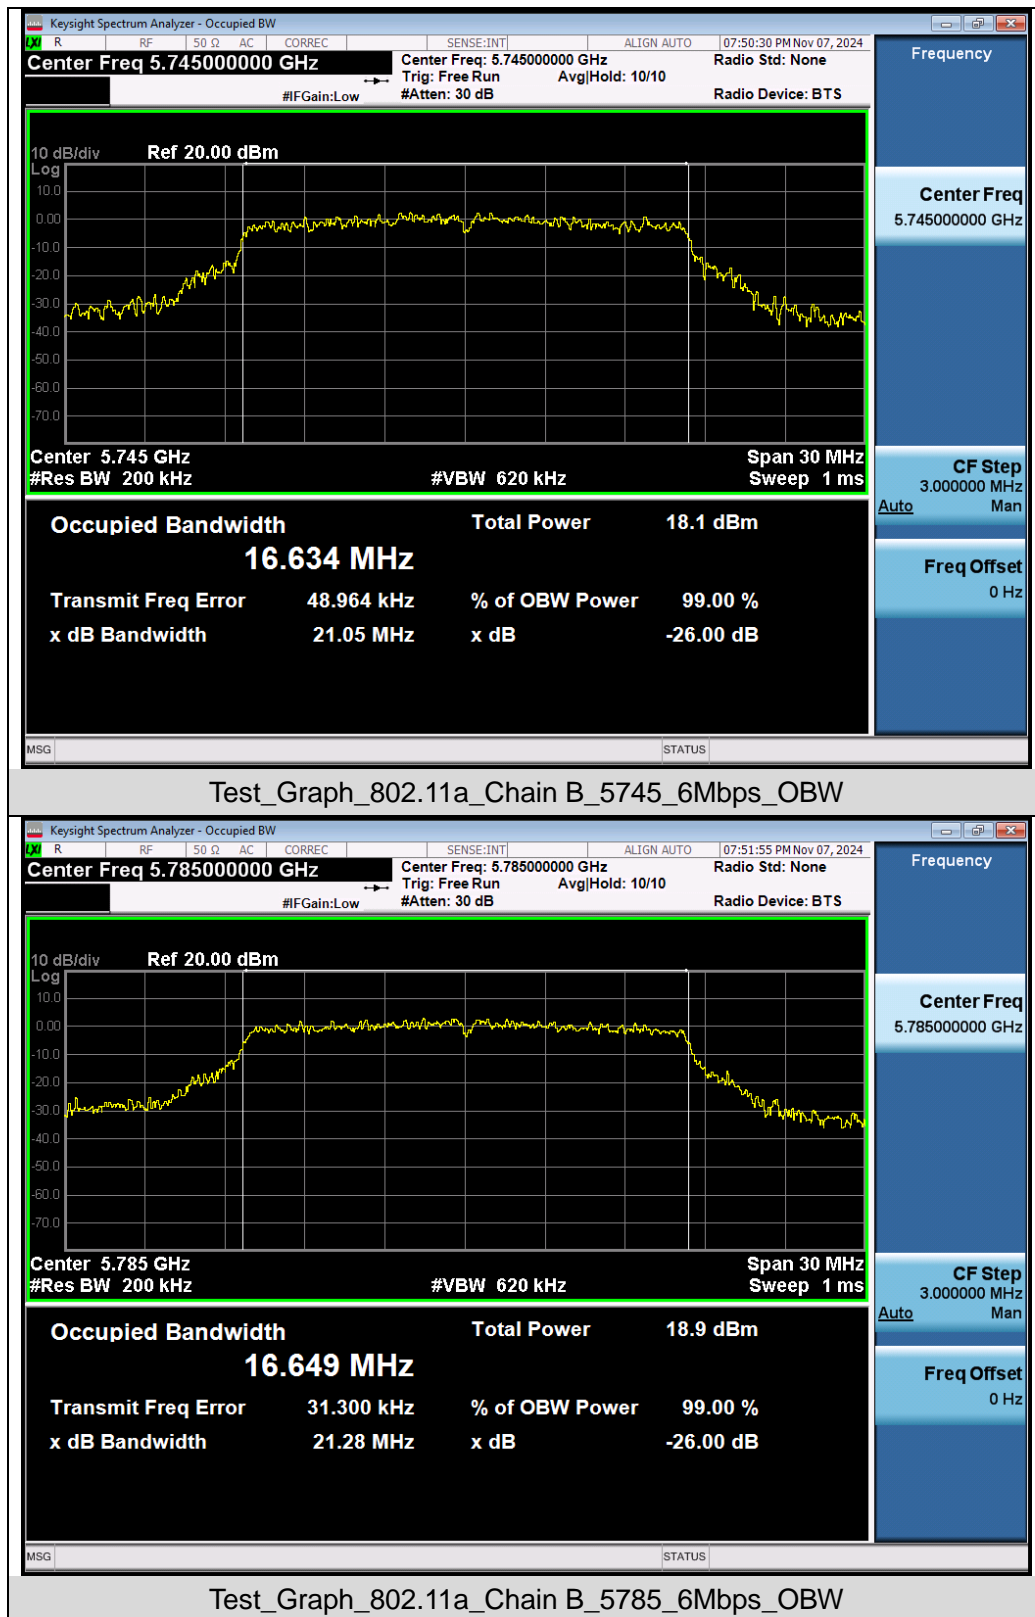 Keysight Spectrum Analyzer - Occupied BW
LXI R RF 50 Ω AC CORREC SENSE:INT ALIGN AUTO 07:50:30 PM Nov 07, 2024
Center Freq 5.745000000 GHz
Center Freq: 5.745000000 GHz
Radio Std: None
Trig: Free Run Avg|Hold: 10/10
#IFGain:Low #Atten: 30 dB Radio Device: BTS
Frequency
10 dB/div Ref 20.00 dBm
Log
10.0
0.00
-10.0
-20.0
-30.0
-40.0
-50.0
-60.0
-70.0
Center 5.745 GHz Span 30 MHz
#Res BW 200 kHz #VBW 620 kHz Sweep 1 ms
Center Freq
5.745000000 GHz
CF Step
3.000000 MHz
Auto Man
Freq Offset
0 Hz
Occupied Bandwidth Total Power 18.1 dBm
16.634 MHz
Transmit Freq Error 48.964 kHz % of OBW Power 99.00 %
x dB Bandwidth 21.05 MHz x dB -26.00 dB
MSG STATUS
Test_Graph_802.11a_Chain B_5745_6Mbps_OBW
Keysight Spectrum Analyzer - Occupied BW
LXI R RF 50 Ω AC CORREC SENSE:INT ALIGN AUTO 07:51:55 PM Nov 07, 2024
Center Freq 5.785000000 GHz
Center Freq: 5.785000000 GHz
Radio Std: None
Trig: Free Run Avg|Hold: 10/10
#IFGain:Low #Atten: 30 dB Radio Device: BTS
Frequency
10 dB/div Ref 20.00 dBm
Log
10.0
0.00
-10.0
-20.0
-30.0
-40.0
-50.0
-60.0
-70.0
Center 5.785 GHz Span 30 MHz
#Res BW 200 kHz #VBW 620 kHz Sweep 1 ms
Center Freq
5.785000000 GHz
CF Step
3.000000 MHz
Auto Man
Freq Offset
0 Hz
Occupied Bandwidth Total Power 18.9 dBm
16.649 MHz
Transmit Freq Error 31.300 kHz % of OBW Power 99.00 %
x dB Bandwidth 21.28 MHz x dB -26.00 dB
MSG STATUS
Test_Graph_802.11a_Chain B_5785_6Mbps_OBW